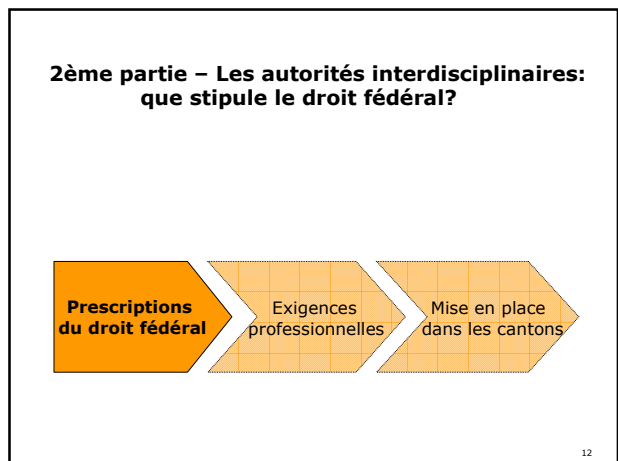 2ème partie – Les autorités interdisciplinaires:
que stipule le droit fédéral?
Prescriptions
du droit fédéral
Exigences
professionnelles
Mise en place
dans les cantons
12